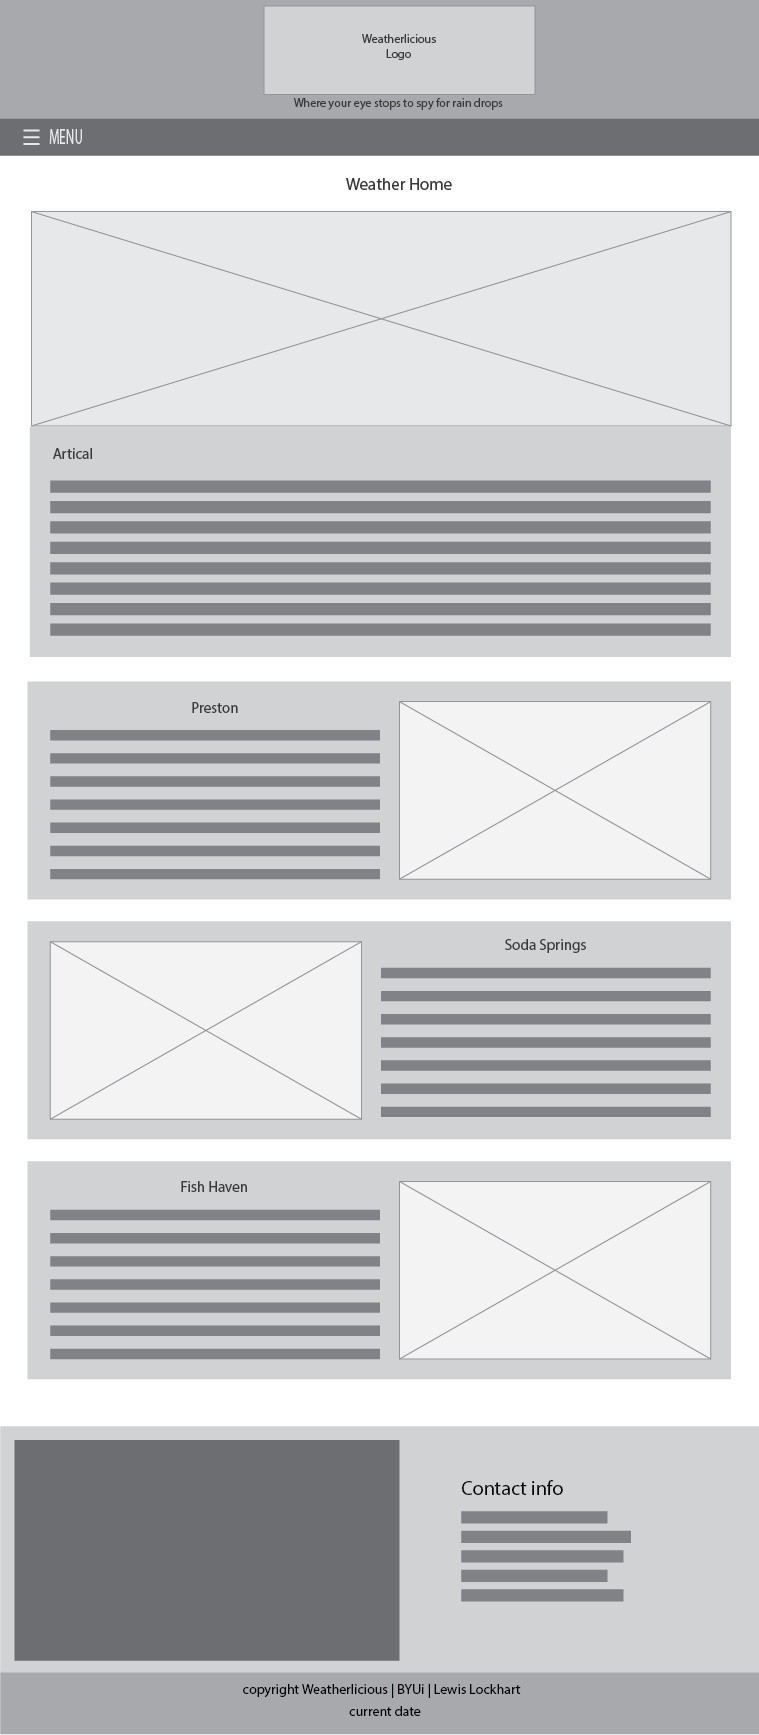 Weatherlicious
Logo
Where your eye stops to spy for rain drops
MENU
Weather Home
Artical
Preston
Soda Springs
Fish Haven
Contact info
copyright Weatherlicious | BYUi | Lewis Lockhart
current date